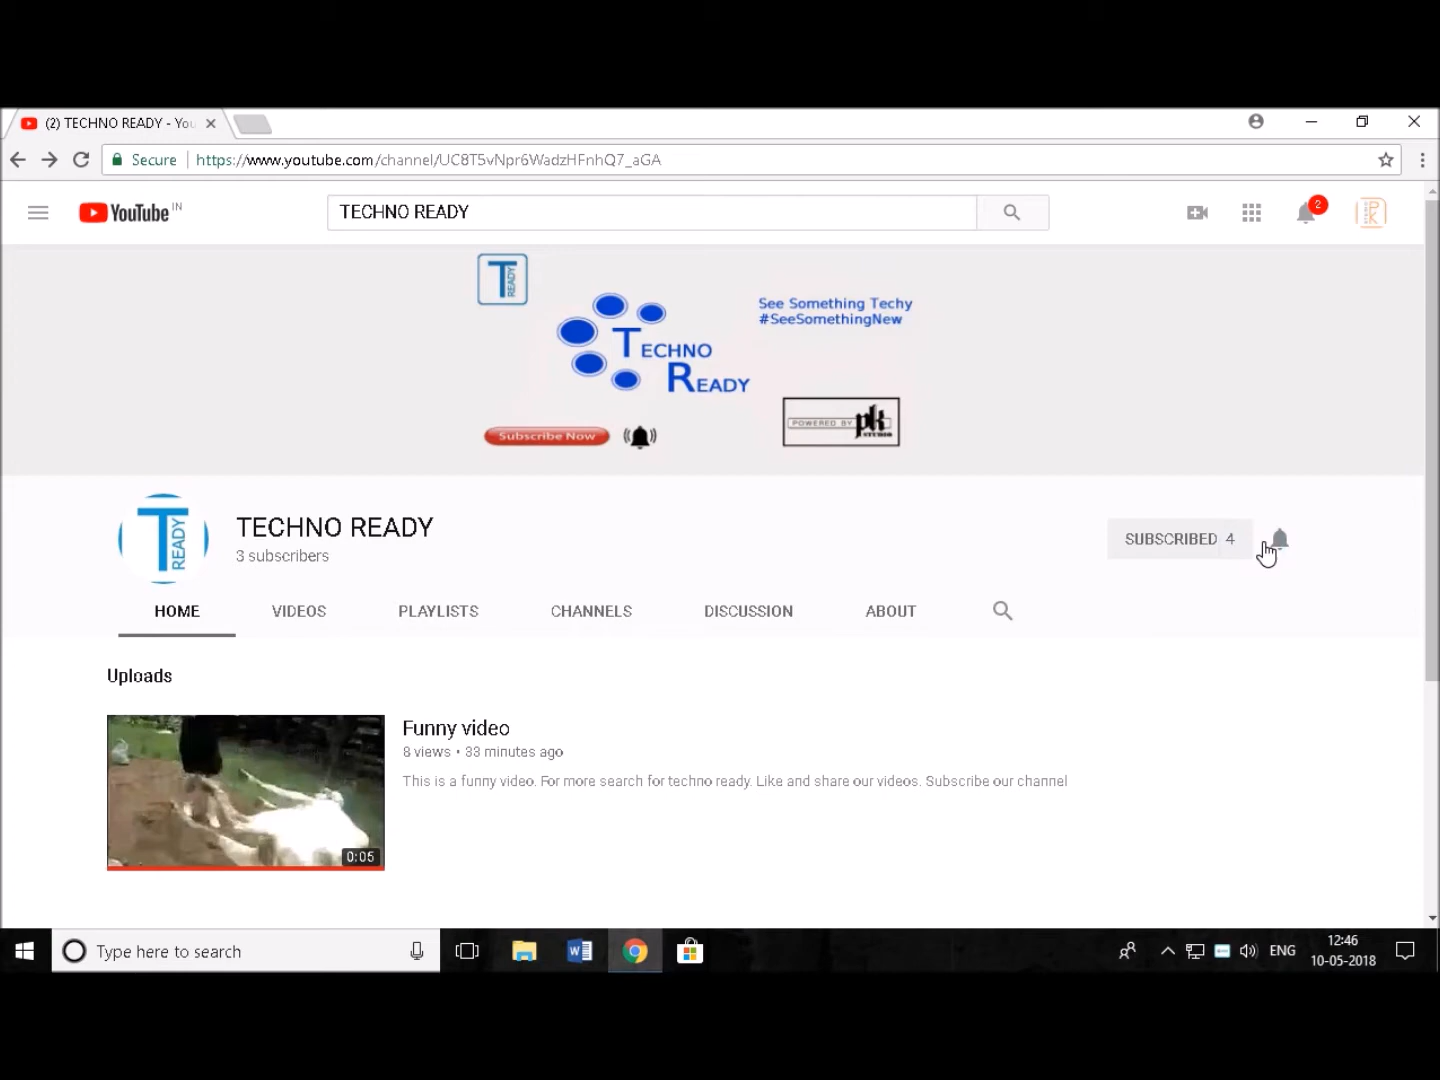 (2) TECHNO READY - You
Secure
https://www.youtube.com/channel/UC8T5vNpr6WadzHFnhQ7_aGA
YouTube IN
TECHNO READY
2
T READY
See Something Techy
#SeeSomethingNew
TECHNO
READY
Subscribe Now
POWERED BY pk STUDIO
T READY
TECHNO READY
3 subscribers
SUBSCRIBED 4
HOME VIDEOS PLAYLISTS CHANNELS DISCUSSION ABOUT
Uploads
Funny video
8 views • 33 minutes ago
This is a funny video. For more search for techno ready. Like and share our videos. Subscribe our channel
0:05
Type here to search
ENG
12:46
10-05-2018